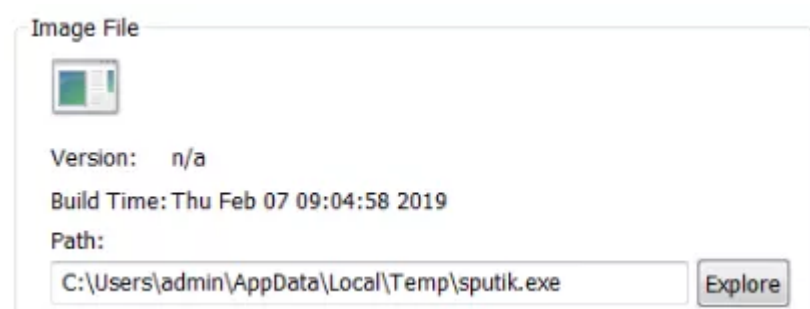 Image File
Version: n/a
Build Time: Thu Feb 07 09:04:58 2019
Path:
C:\Users\admin\AppData\Local\Temp\sputik.exe Explore